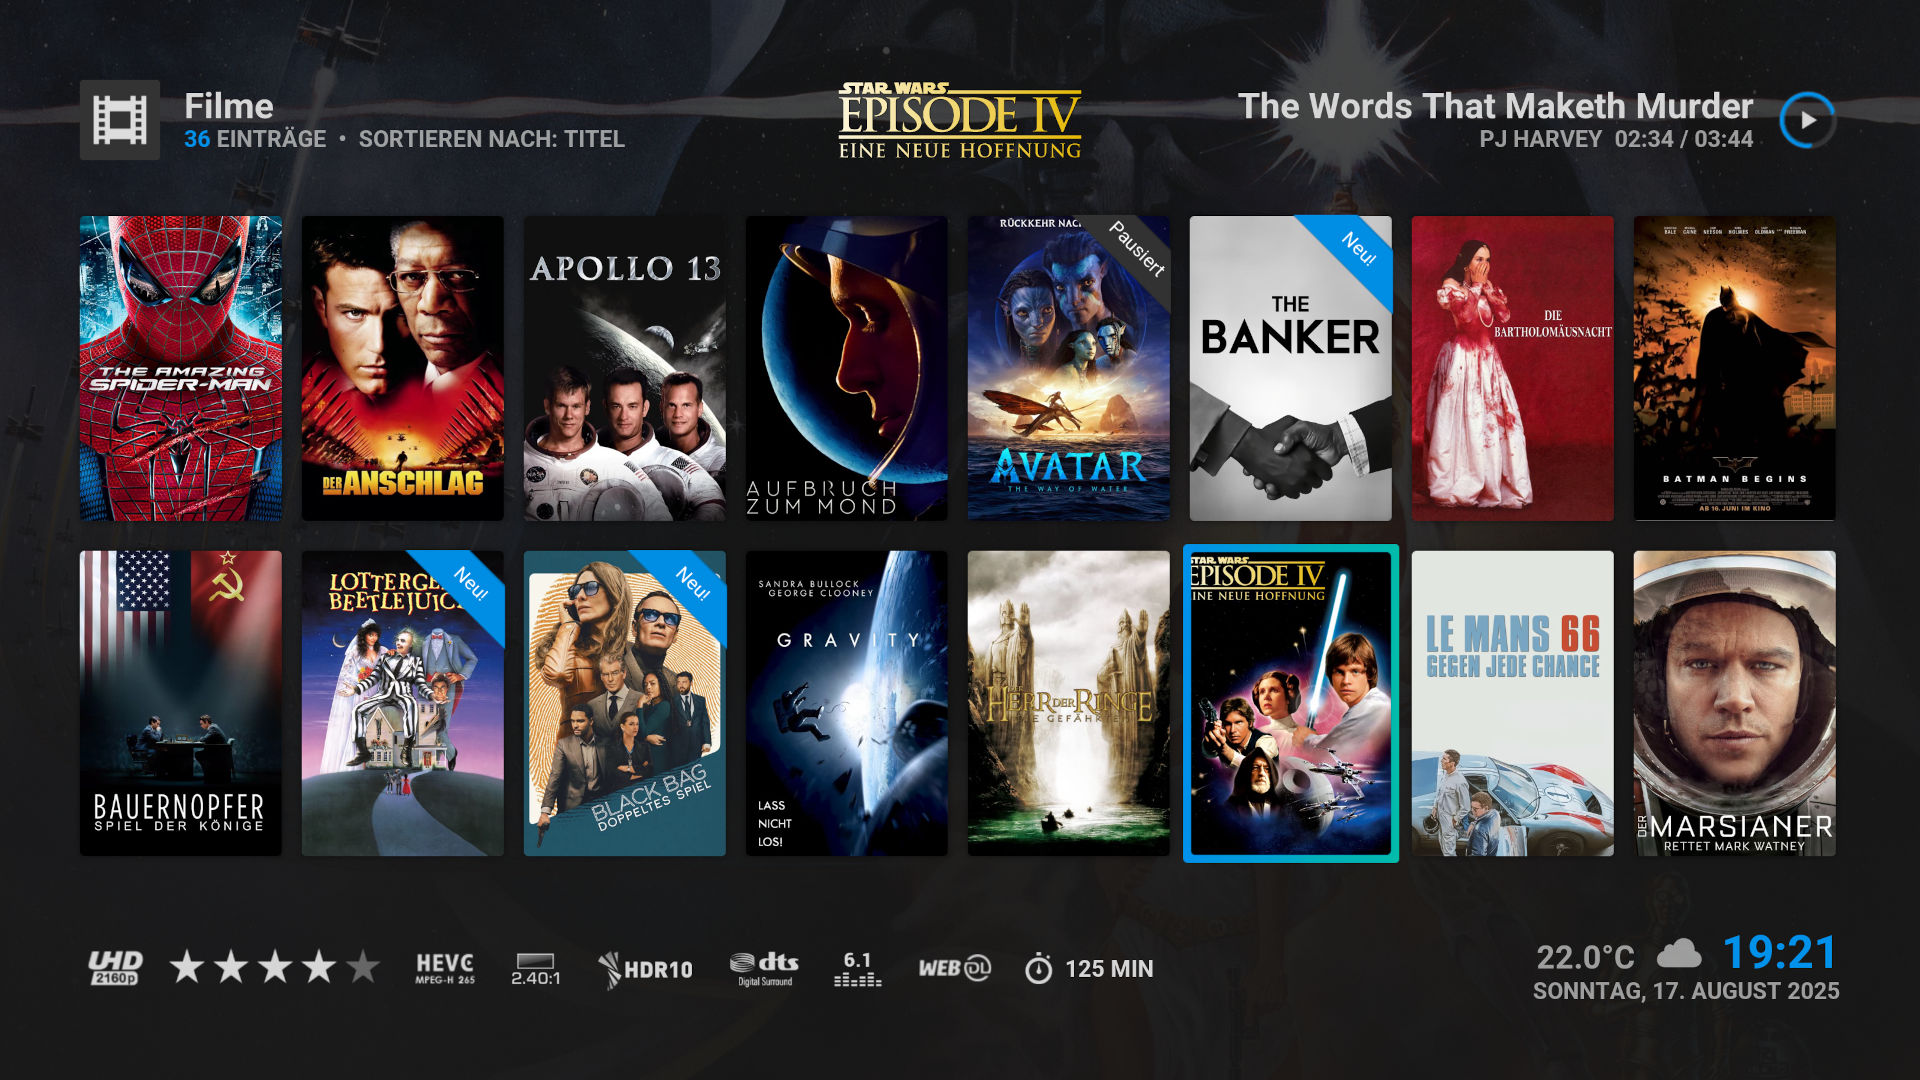 Filme
36 EINTRÄGE • SORTIEREN NACH: TITEL
STAR WARS
EPISODE IV
EINE NEUE HOFFNUNG
The Words That Maketh Murder
PJ HARVEY 02:34 / 03:44
THE AMAZING
SPIDER-MAN
DER ANSCHLAG
APOLLO 13
AUFBRUCH
ZUM MOND
RÜCKKEHR NAC
Pausiert
AVATAR
THE WAY OF WATER
Neu!
THE
BANKER
DIE
BARTHOLOMÄUSNACHT
BATMAN BEGINS
AB 16. JUNI IM KINO
BAUERNOPFER
SPIEL DER KÖNIGE
Neu!
LOTTERGE
BEETLEJUIC
Neu!
BLACK BAG
DOPPELTES SPIEL
SANDRA BULLOCK
GEORGE CLOONEY
GRAVITY
LASS
NICHT
LOS!
HERR DER RINGE
DIE GEFÄHRTEN
STAR WARS
EPISODE IV
INE NEUE HOFFNUNG
LE MANS 66
GEGEN JEDE CHANCE
DER MARSIANER
RETTET MARK WATNEY
UHD
2160p
HEVC
MPEG-H 265
2.40:1
HDR10
dts
Digital Surround
6.1
WEB DL
125 MIN
22.0°C 19:21
SONNTAG, 17. AUGUST 2025